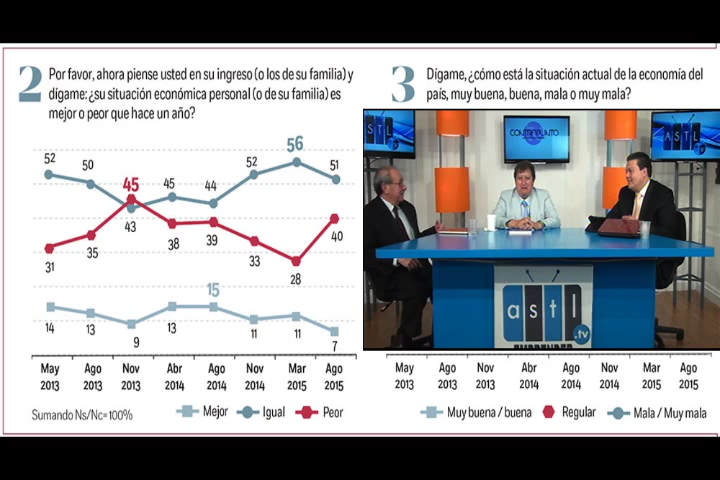 2
Por favor, ahora piense usted en su ingreso (o los de su familia) y
dígame: ¿su situación económica personal (o de su familia) es
mejor o peor que hace un año?
52
50
45
43
45
44
52
56
51
31
35
38
39
33
28
40
14
13
9
13
15
11
11
7
May Ago Nov Abr Ago Nov Mar Ago
2013 2013 2013 2014 2014 2014 2015 2015
Sumando Ns/Nc=100%
Mejor Igual Peor
3
Dígame, ¿cómo está la situación actual de la economía del
país, muy buena, buena, mala o muy mala?
ASTL
CONTRAPUNTO
ASTL
astl
.tv
EMPRENDER
May Ago Nov Abr Ago Nov Mar Ago
2013 2013 2013 2014 2014 2014 2015 2015
Muy buena / buena Regular Mala / Muy mala